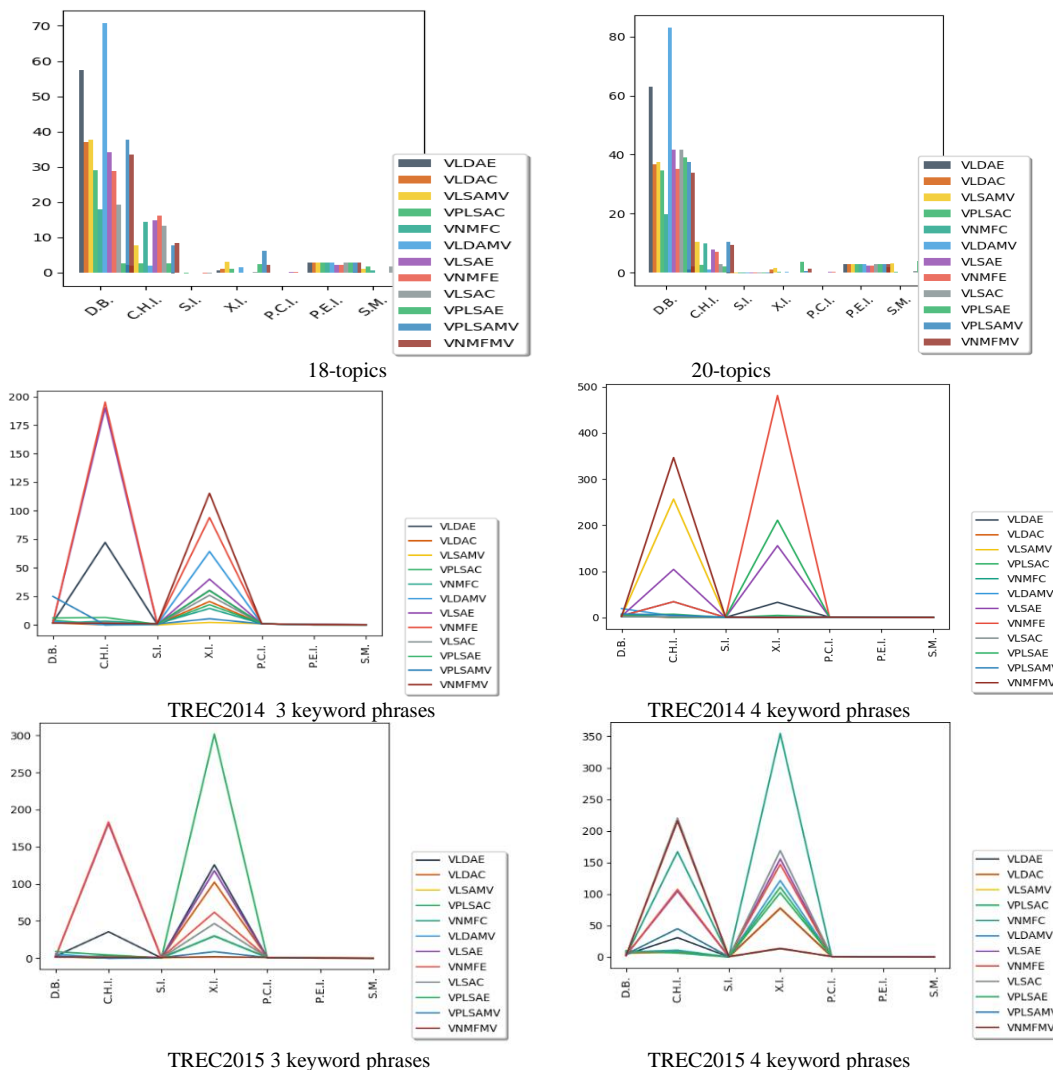 70
60
50
40
30
20
10
0
D.B.
C.H.I.
S.I.
X.I.
P.C.I.
P.E.I.
S.M.
VLDAE
VLDAC
VLSAMV
VPLSAC
VNMFC
VLDAMV
VLSAE
VNMFE
VLSAC
VPLSAE
VPLSAMV
VNMFMV
18-topics
80
60
40
20
0
D.B.
C.H.I.
S.I.
X.I.
P.C.I.
P.E.I.
S.M.
VLDAE
VLDAC
VLSAMV
VPLSAC
VNMFC
VLDAMV
VLSAE
VNMFE
VLSAC
VPLSAE
VPLSAMV
VNMFMV
20-topics
200
175
150
125
100
75
50
25
0
D.B.
C.H.I.
S.I.
X.I.
P.C.I.
P.E.I.
S.M.
VLDAE
VLDAC
VLSAMV
VPLSAC
VNMFC
VLDAMV
VLSAE
VNMFE
VLSAC
VPLSAE
VPLSAMV
VNMFMV
TREC2014 3 keyword phrases
500
400
300
200
100
0
D.B.
C.H.I.
S.I.
X.I.
P.C.I.
P.E.I.
S.M.
VLDAE
VLDAC
VLSAMV
VPLSAC
VNMFC
VLDAMV
VLSAE
VNMFE
VLSAC
VPLSAE
VPLSAMV
VNMFMV
TREC2014 4 keyword phrases
300
250
200
150
100
50
0
D.B.
C.H.I.
S.I.
X.I.
P.C.I.
P.E.I.
S.M.
VLDAE
VLDAC
VLSAMV
VPLSAC
VNMFC
VLDAMV
VLSAE
VNMFE
VLSAC
VPLSAE
VPLSAMV
VNMFMV
TREC2015 3 keyword phrases
350
300
250
200
150
100
50
0
D.B.
C.H.I.
S.I.
X.I.
P.C.I.
P.E.I.
S.M.
VLDAE
VLDAC
VLSAMV
VPLSAC
VNMFC
VLDAMV
VLSAE
VNMFE
VLSAC
VPLSAE
VPLSAMV
VNMFMV
TREC2015 4 keyword phrases